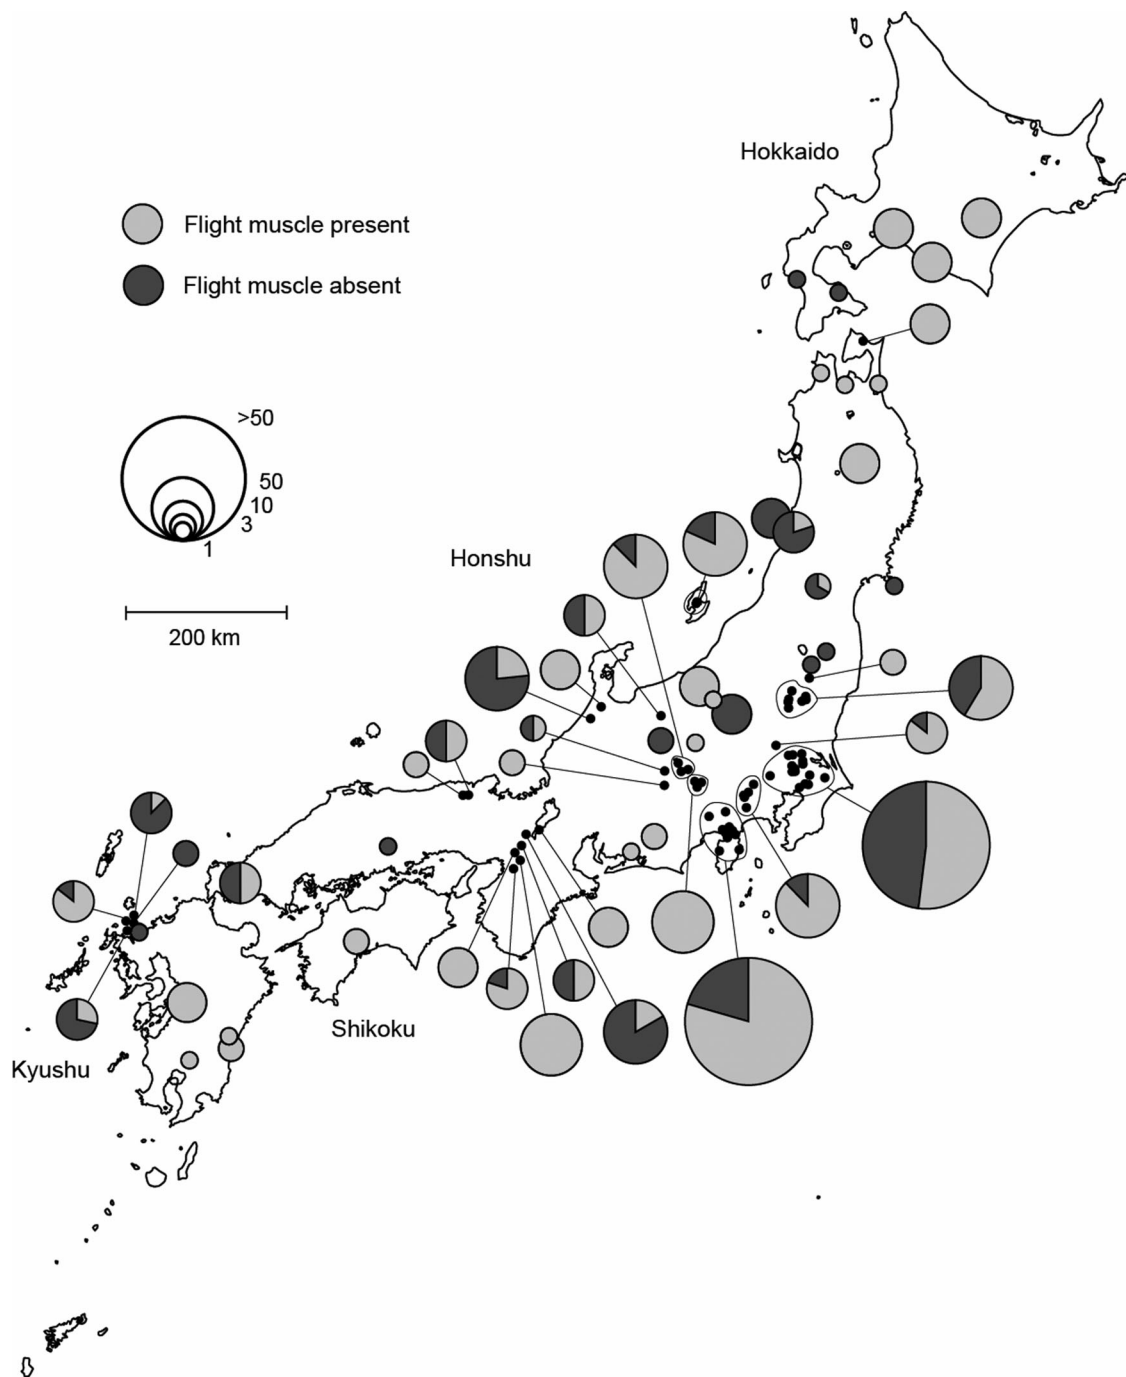 Hokkaido
Flight muscle present
Flight muscle absent
>50
50
10
3
1
Honshu
200 km
Shikoku
Kyushu